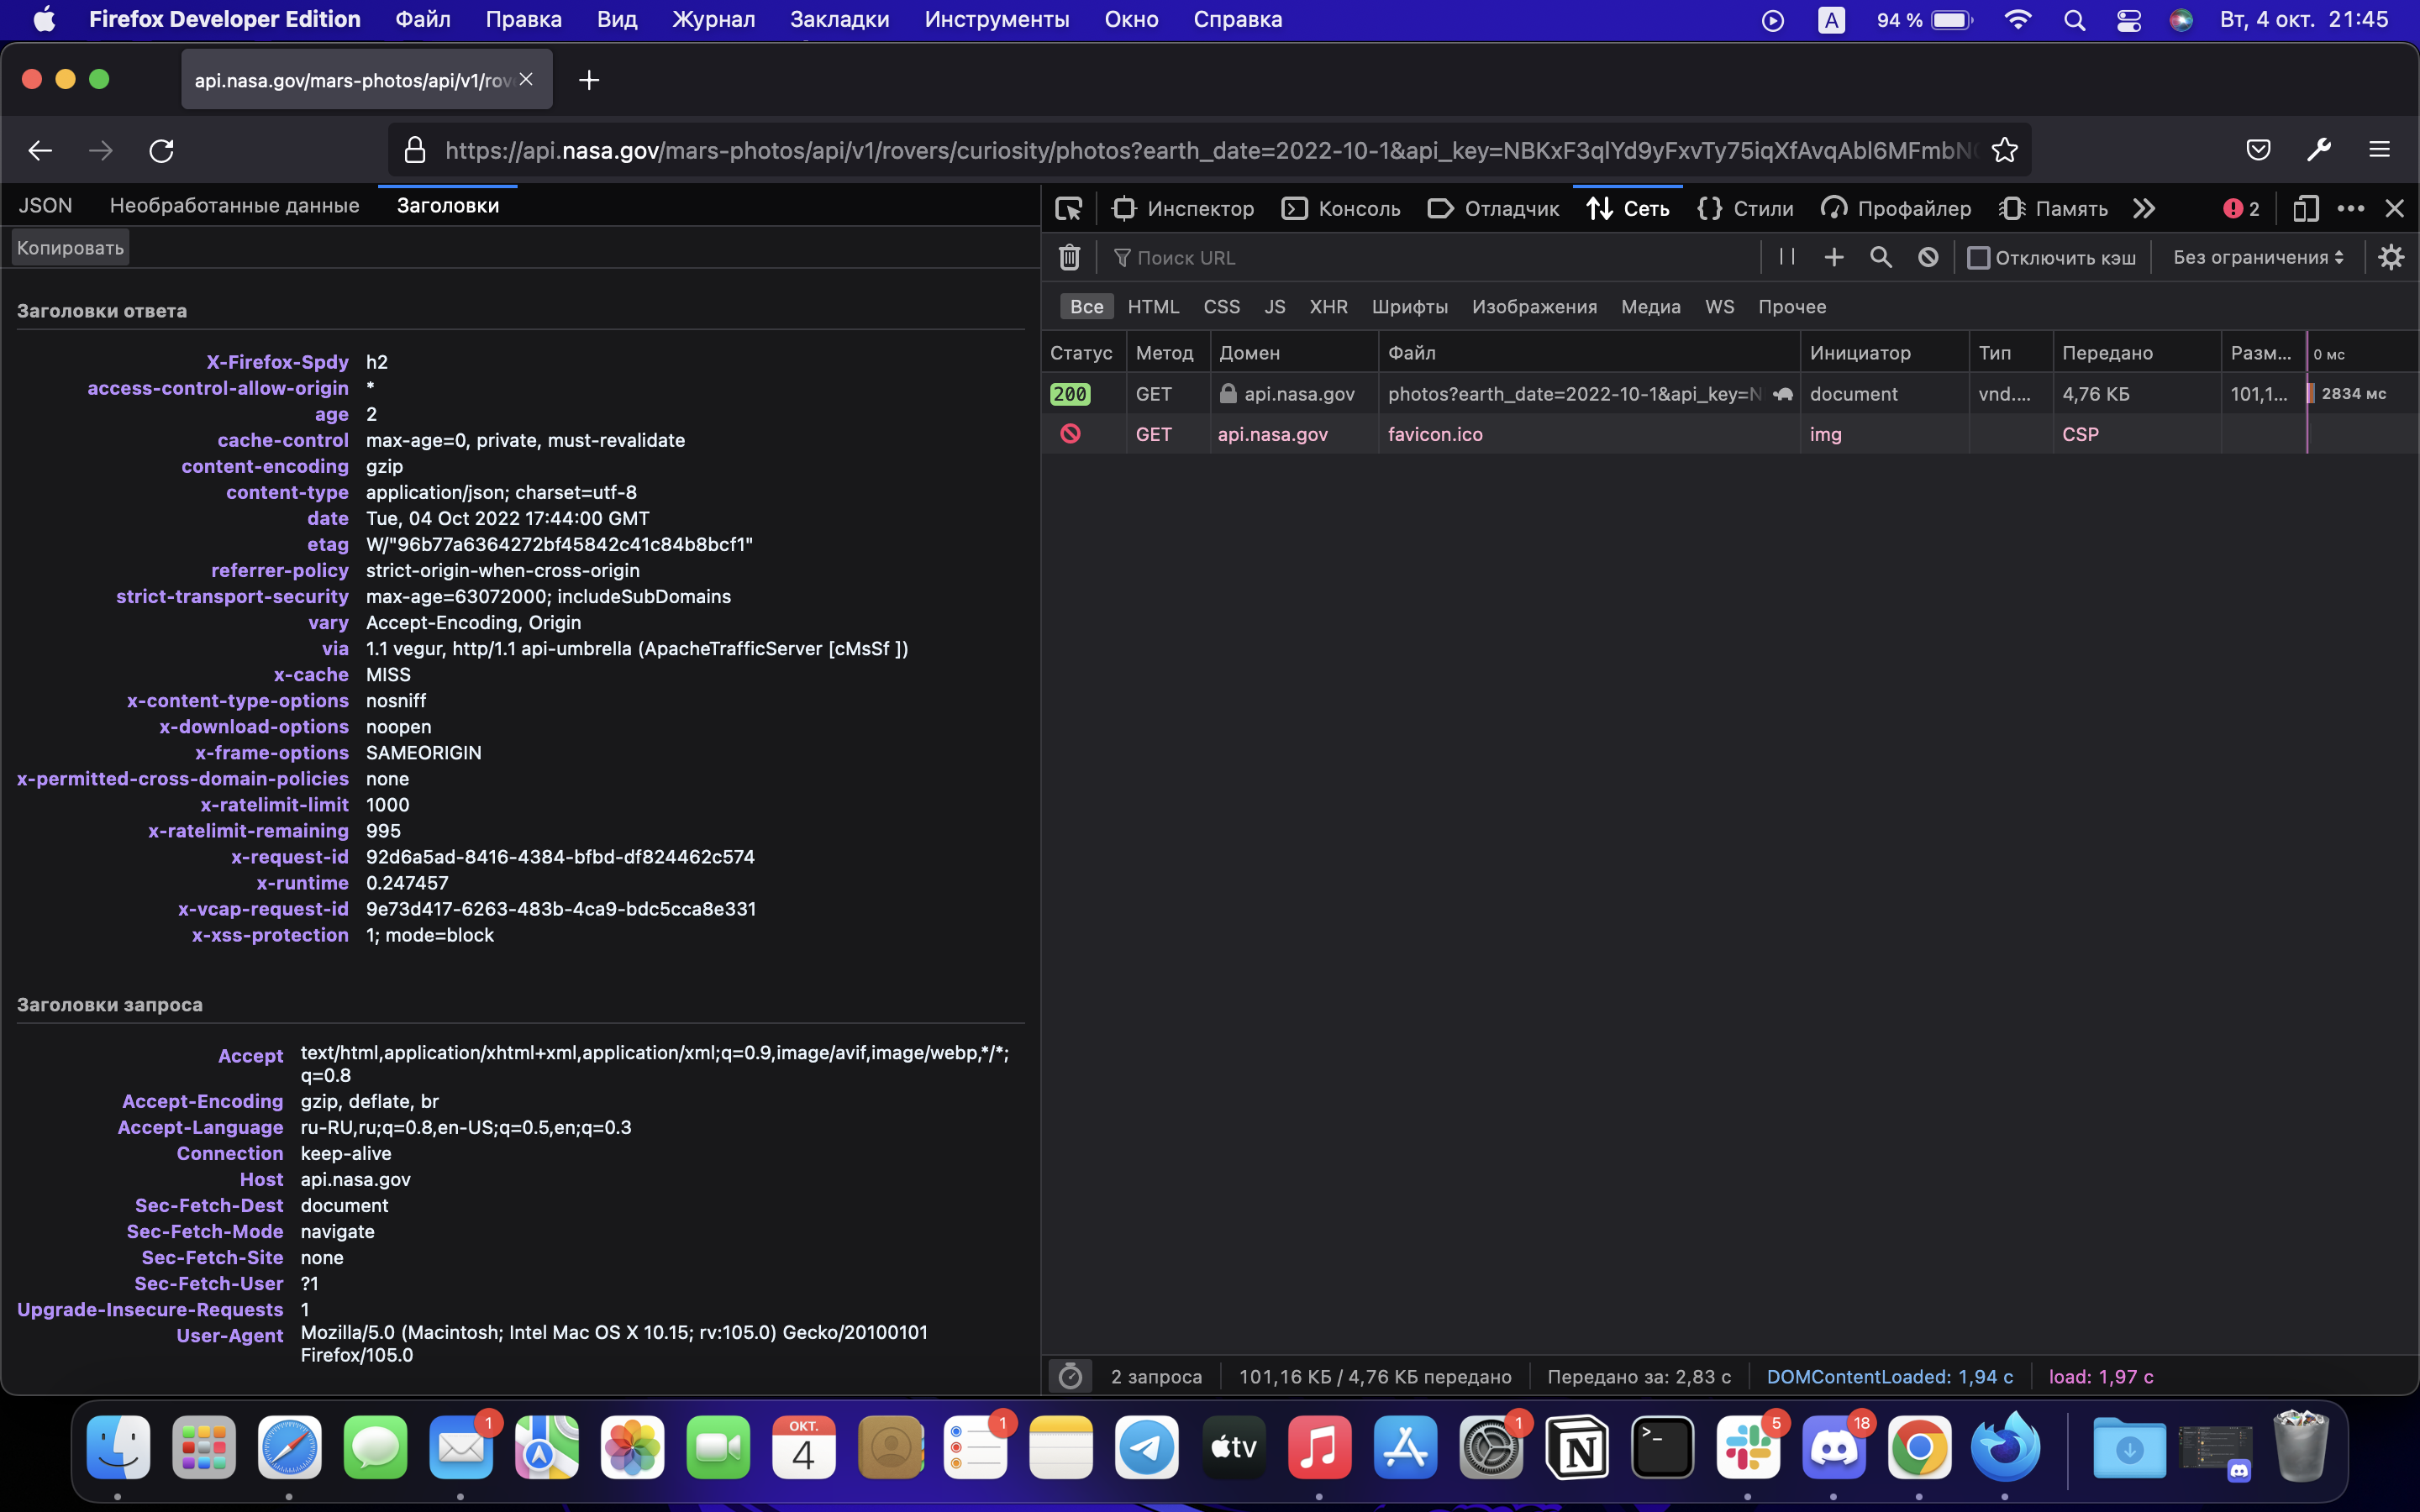 Firefox Developer Edition Файл Правка Вид Журнал Закладки Инструменты Окно Справка A 94 % Вт, 4 окт. 21:45
api.nasa.gov/mars-photos/api/v1/rov
https://api.nasa.gov/mars-photos/api/v1/rovers/curiosity/photos?earth_date=2022-10-1&api_key=
JSON Необработанные данные Заголовки
Инспектор Консоль Отладчик Сеть Стили Профайлер Память 2
Копировать
Поиск URL Отключить кэш Без ограничения
Все HTML CSS JS XHR Шрифты Изображения Медиа WS Прочее
Статус Метод Домен Файл Инициатор Тип Передано Разм... 0 мс
200 GET api.nasa.gov photos?earth_date=2022-10-1&api_key=N document vnd.... 4,76 КБ 101,1... 2834 мс
GET api.nasa.gov favicon.ico img CSP
Заголовки ответа
X-Firefox-Spdy h2
access-control-allow-origin *
age 2
cache-control max-age=0, private, must-revalidate
content-encoding gzip
content-type application/json; charset=utf-8
date Tue, 04 Oct 2022 17:44:00 GMT
etag W/"96b77a6364272bf45842c41c84b8bcf1"
referrer-policy strict-origin-when-cross-origin
strict-transport-security max-age=63072000; includeSubDomains
vary Accept-Encoding, Origin
via 1.1 vegur, http/1.1 api-umbrella (ApacheTrafficServer [cMsSf ])
x-cache MISS
x-content-type-options nosniff
x-download-options noopen
x-frame-options SAMEORIGIN
x-permitted-cross-domain-policies none
x-ratelimit-limit 1000
x-ratelimit-remaining 995
x-request-id 92d6a5ad-8416-4384-bfbd-df824462c574
x-runtime 0.247457
x-vcap-request-id 9e73d417-6263-483b-4ca9-bdc5cca8e331
x-xss-protection 1; mode=block
Заголовки запроса
Accept text/html,application/xhtml+xml,application/xml;q=0.9,image/avif,image/webp,*/*;
q=0.8
Accept-Encoding gzip, deflate, br
Accept-Language ru-RU,ru;q=0.8,en-US;q=0.5,en;q=0.3
Connection keep-alive
Host api.nasa.gov
Sec-Fetch-Dest document
Sec-Fetch-Mode navigate
Sec-Fetch-Site none
Sec-Fetch-User ?1
Upgrade-Insecure-Requests 1
User-Agent Mozilla/5.0 (Macintosh; Intel Mac OS X 10.15; rv:105.0) Gecko/20100101
Firefox/105.0
2 запроса 101,16 КБ / 4,76 КБ передано Передано за: 2,83 с DOMContentLoaded: 1,94 с load: 1,97 с
1 ОКТ. 4 1 tv 1 5 18